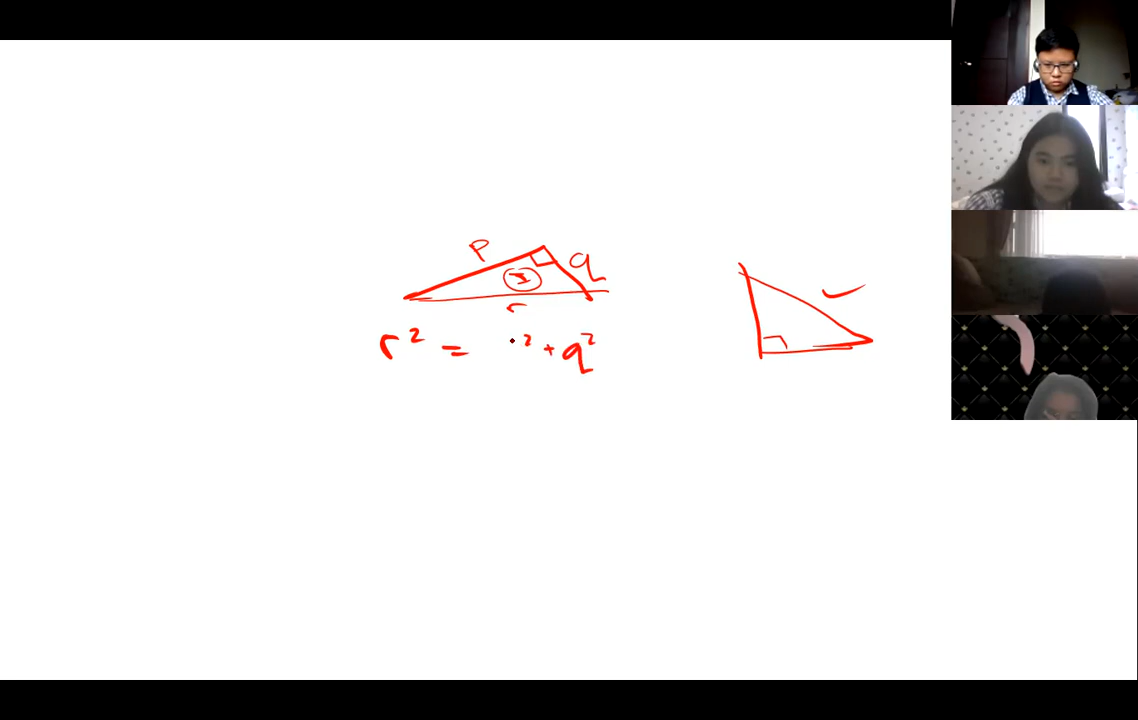 p
q
I
r
r² = ² + q²